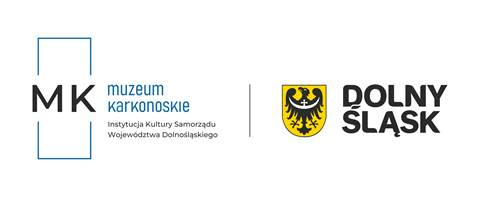 MK
muzeum
karkonoskie
Instytucja Kultury Samorządu
Województwa Dolnośląskiego
DOLNY
ŚLĄSK